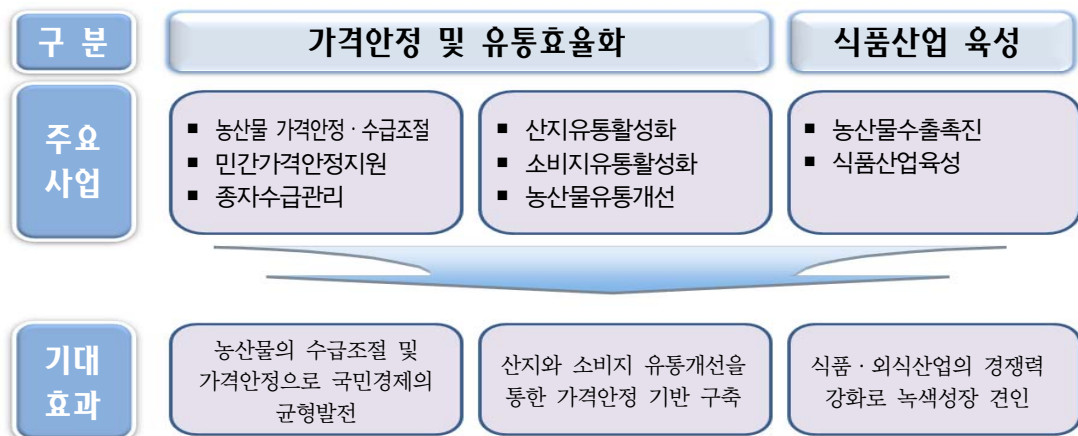 구 분
가격안정 및 유통효율화
식품산업 육성
주요
사업
▪ 농산물 가격안정·수급조절
▪ 민간가격안정지원
▪ 종자수급관리
▪ 산지유통활성화
▪ 소비지유통활성화
▪ 농산물유통개선
▪ 농산물수출촉진
▪ 식품산업육성
기대
효과
농산물의 수급조절 및
가격안정으로 국민경제의
균형발전
산지와 소비지 유통개선을
통한 가격안정 기반 구축
식품·외식산업의 경쟁력
강화로 녹색성장 견인